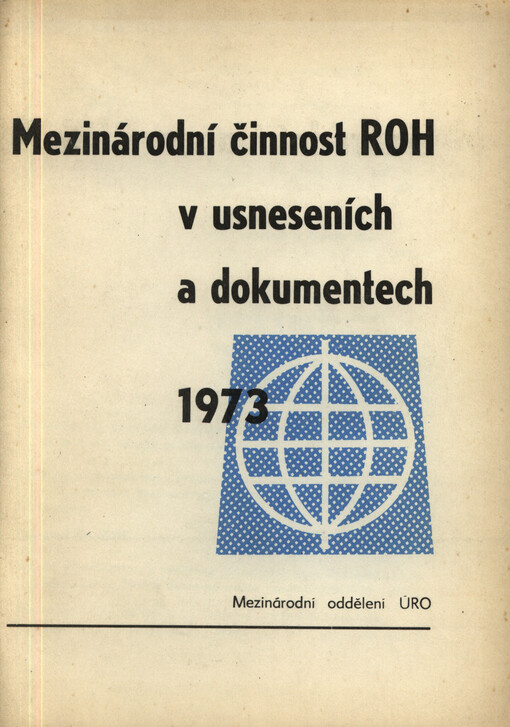 Mezinárodní činnost ROH
v usneseních
a dokumentech
1973
Mezinárodní oddělení ÚRO